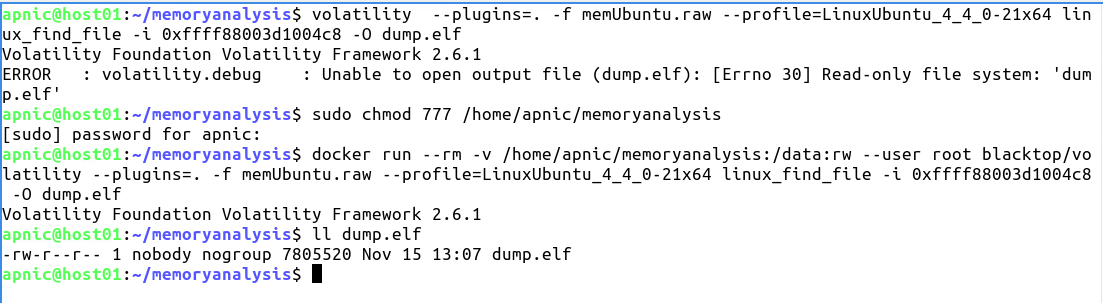 apnic@host01:~/memoryanalysis$ volatility  --plugins=. -f memUbuntu.raw --profile=LinuxUbuntu_4_4_0-21x64 lin
ux_find_file -i 0xffff88003d1004c8 -O dump.elf
Volatility Foundation Volatility Framework 2.6.1
ERROR   : volatility.debug    : Unable to open output file (dump.elf): [Errno 30] Read-only file system: 'dum
p.elf'
apnic@host01:~/memoryanalysis$ sudo chmod 777 /home/apnic/memoryanalysis
[sudo] password for apnic:
apnic@host01:~/memoryanalysis$ docker run --rm -v /home/apnic/memoryanalysis:/data:rw --user root blacktop/vo
latility --plugins=. -f memUbuntu.raw --profile=LinuxUbuntu_4_4_0-21x64 linux_find_file -i 0xffff88003d1004c8
 -O dump.elf
Volatility Foundation Volatility Framework 2.6.1
apnic@host01:~/memoryanalysis$ ll dump.elf
-rw-r--r-- 1 nobody nogroup 7805520 Nov 15 13:07 dump.elf
apnic@host01:~/memoryanalysis$